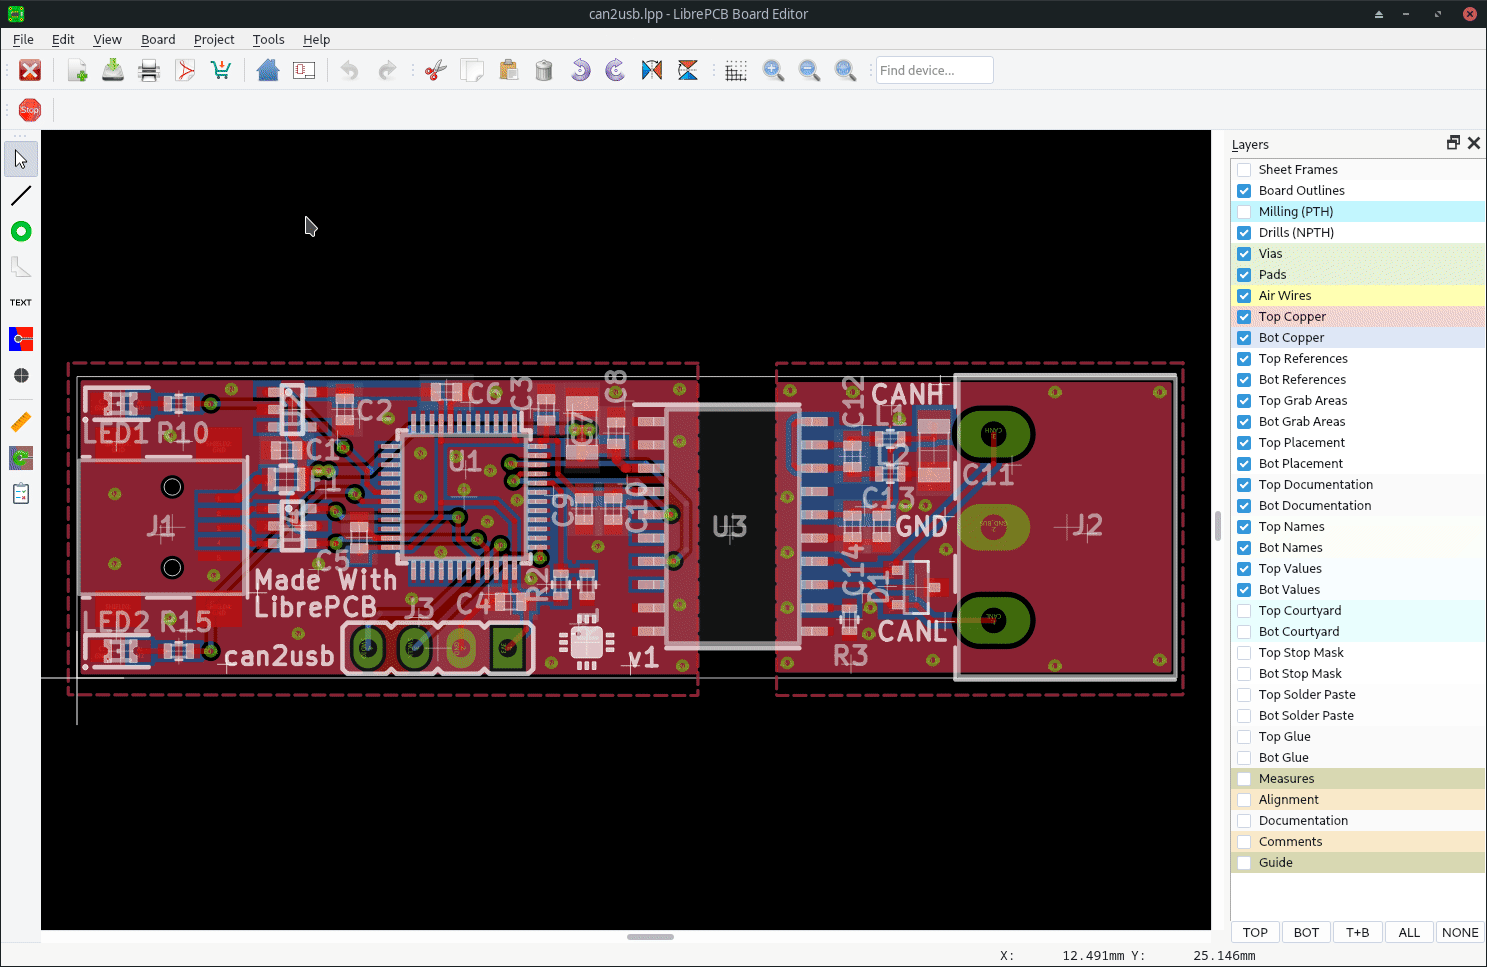 can2usb.lpp - LibrePCB Board Editor
File Edit View Board Project Tools Help
Find device...
Stop
TEXT
Layers
Sheet Frames
Board Outlines
Milling (PTH)
Drills (NPTH)
Vias
Pads
Air Wires
Top Copper
Bot Copper
Top References
Bot References
Top Grab Areas
Bot Grab Areas
Top Placement
Bot Placement
Top Documentation
Bot Documentation
Top Names
Bot Names
Top Values
Bot Values
Top Courtyard
Bot Courtyard
Top Stop Mask
Bot Stop Mask
Top Solder Paste
Bot Solder Paste
Top Glue
Bot Glue
Measures
Alignment
Documentation
Comments
Guide
TOP BOT T+B ALL NONE
LED1 R10
C2
C6
C3
C8
C12
CANH
L1
C1
U1
L2
C11
C9
C10
C13
J1
U3
GND
J2
C5
C14
D1
Made With
LibrePCB
R2
J3
C4
LED2 R15
can2usb
v1
CANL
R3
X: 12.491mm Y: 25.146mm